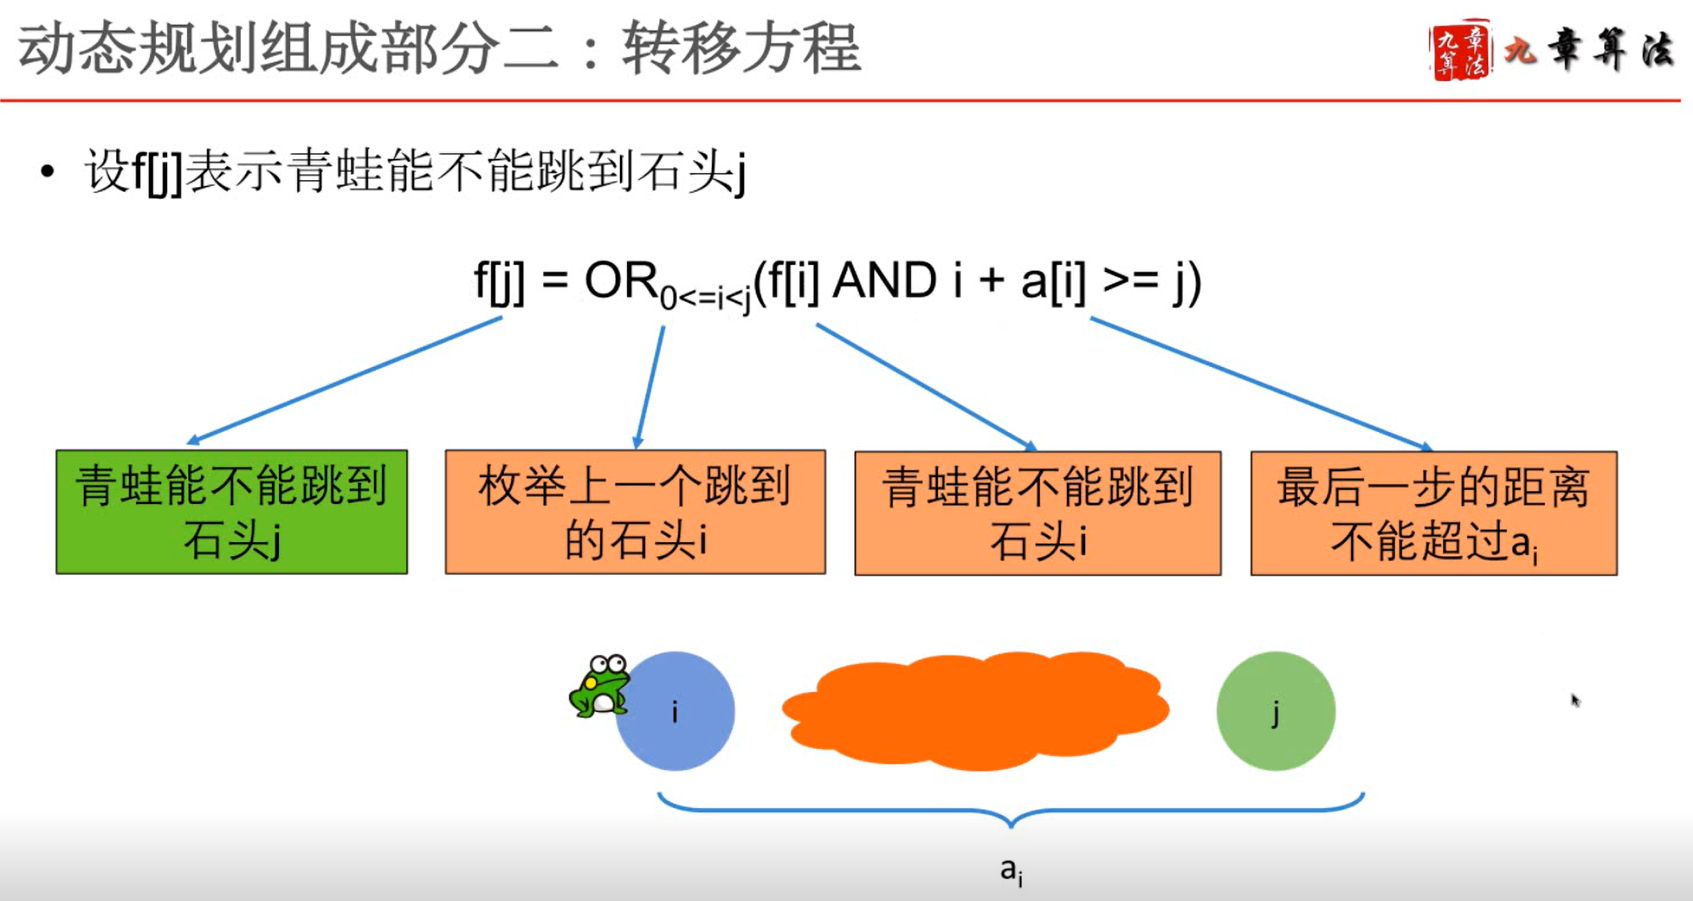 动态规划组成部分二：转移方程
九章算法
九章算法
• 设f[j]表示青蛙能不能跳到石头j
f[j] = OR0<=i<j(f[i] AND i + a[i] >= j)
青蛙能不能跳到
石头j
枚举上一个跳到
的石头i
青蛙能不能跳到
石头i
最后一步的距离
不能超过ai
i
j
ai